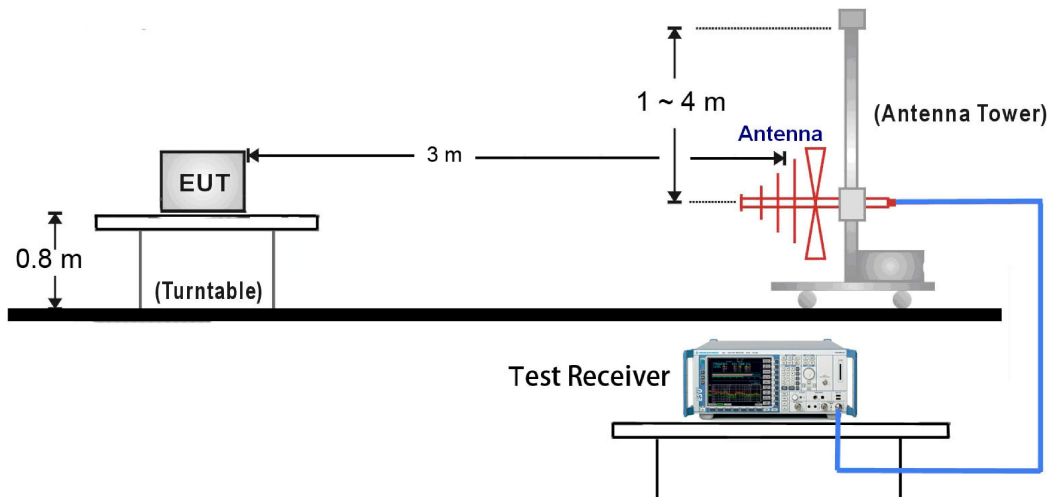 1 ~ 4 m
(Antenna Tower)
Antenna
3 m
EUT
0.8 m
(Turntable)
Test Receiver